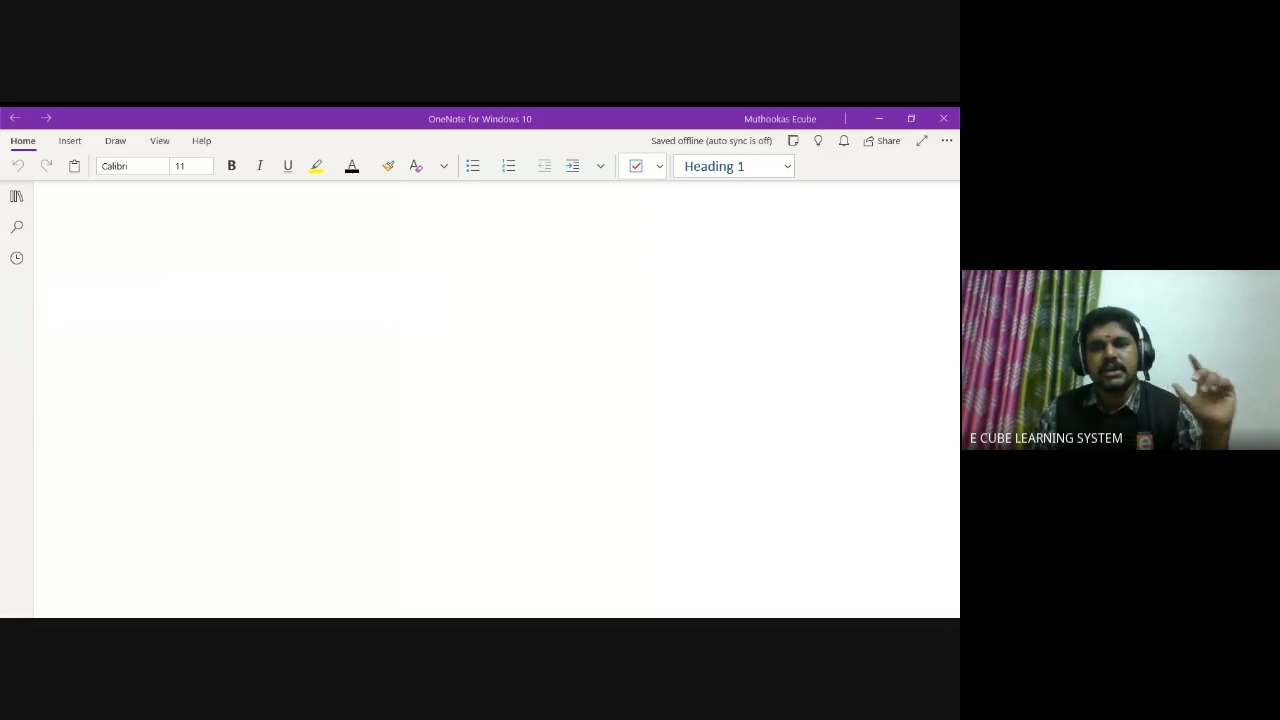 OneNote for Windows 10
Muthookas Ecube
Home Insert Draw View Help
Saved offline (auto sync is off)
Share
Calibri 11 B I U A A Heading 1
E CUBE LEARNING SYSTEM
e